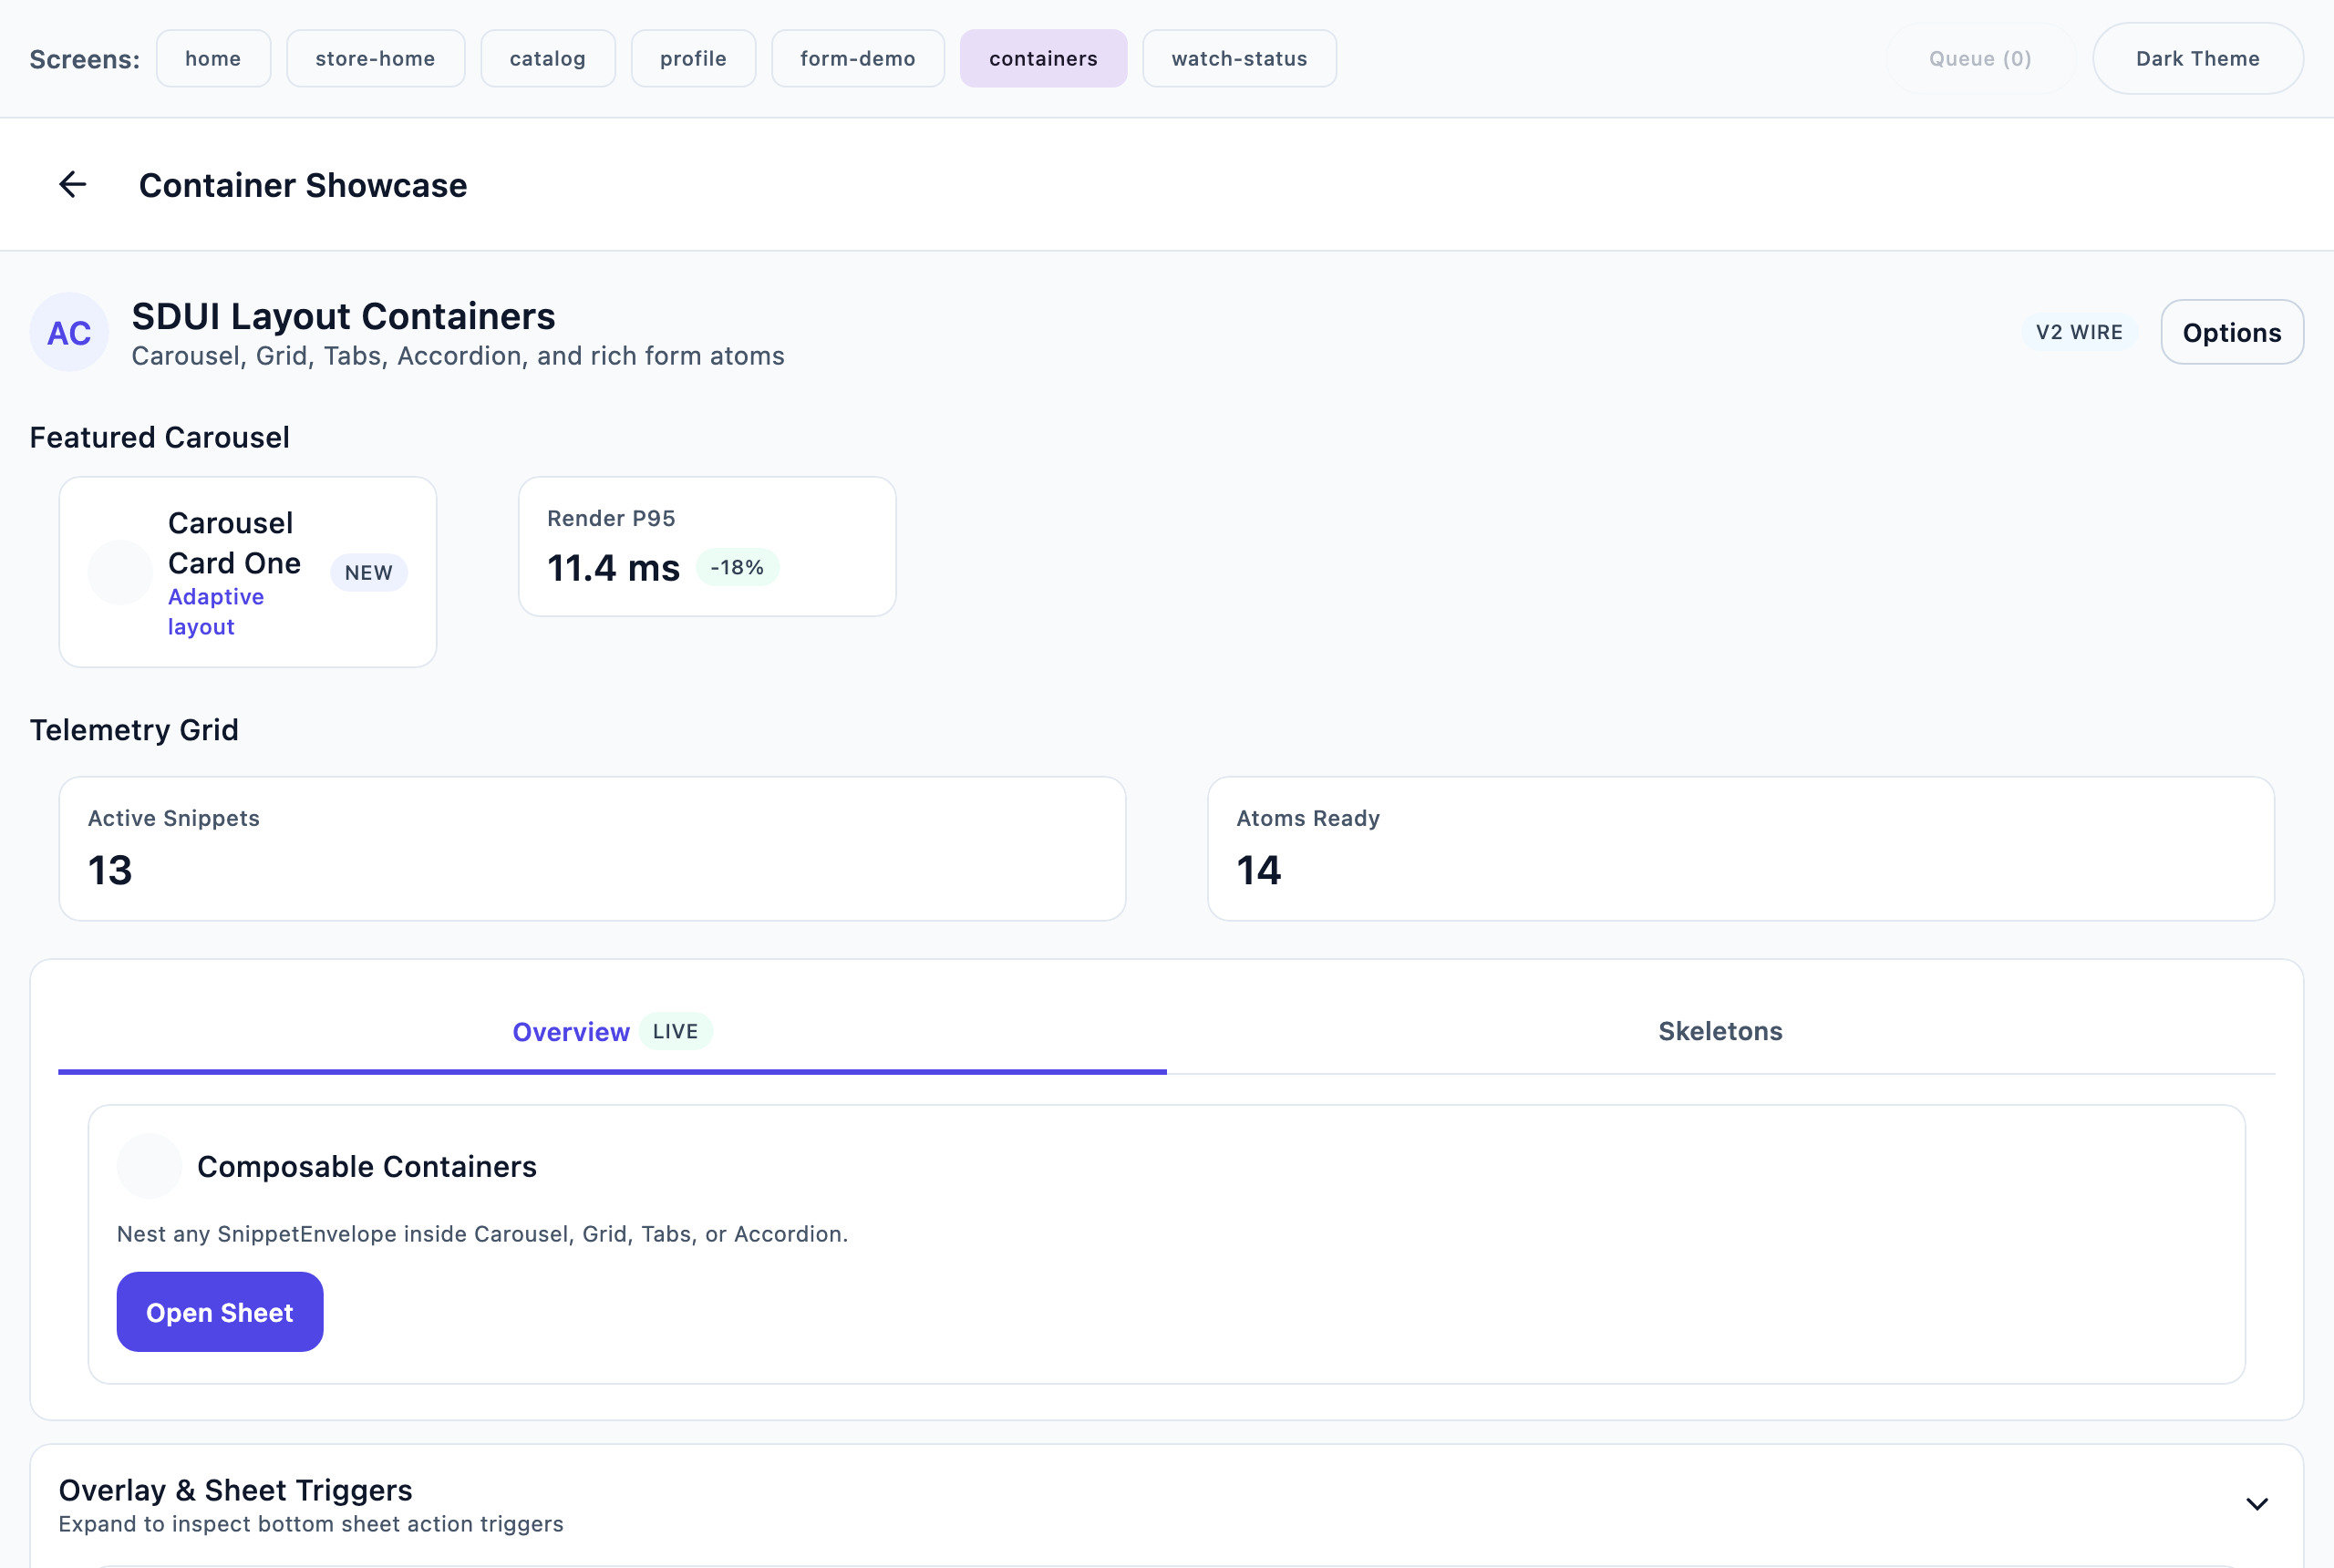 Screens: home store-home catalog profile form-demo containers watch-status Queue (0) Dark Theme
Container Showcase
AC
SDUI Layout Containers
Carousel, Grid, Tabs, Accordion, and rich form atoms
V2 WIRE
Options
Featured Carousel
Carousel
Card One
Adaptive
layout
NEW
Render P95
11.4 ms -18%
Telemetry Grid
Active Snippets
13
Atoms Ready
14
Overview LIVE
Skeletons
Composable Containers
Nest any SnippetEnvelope inside Carousel, Grid, Tabs, or Accordion.
Open Sheet
Overlay & Sheet Triggers
Expand to inspect bottom sheet action triggers